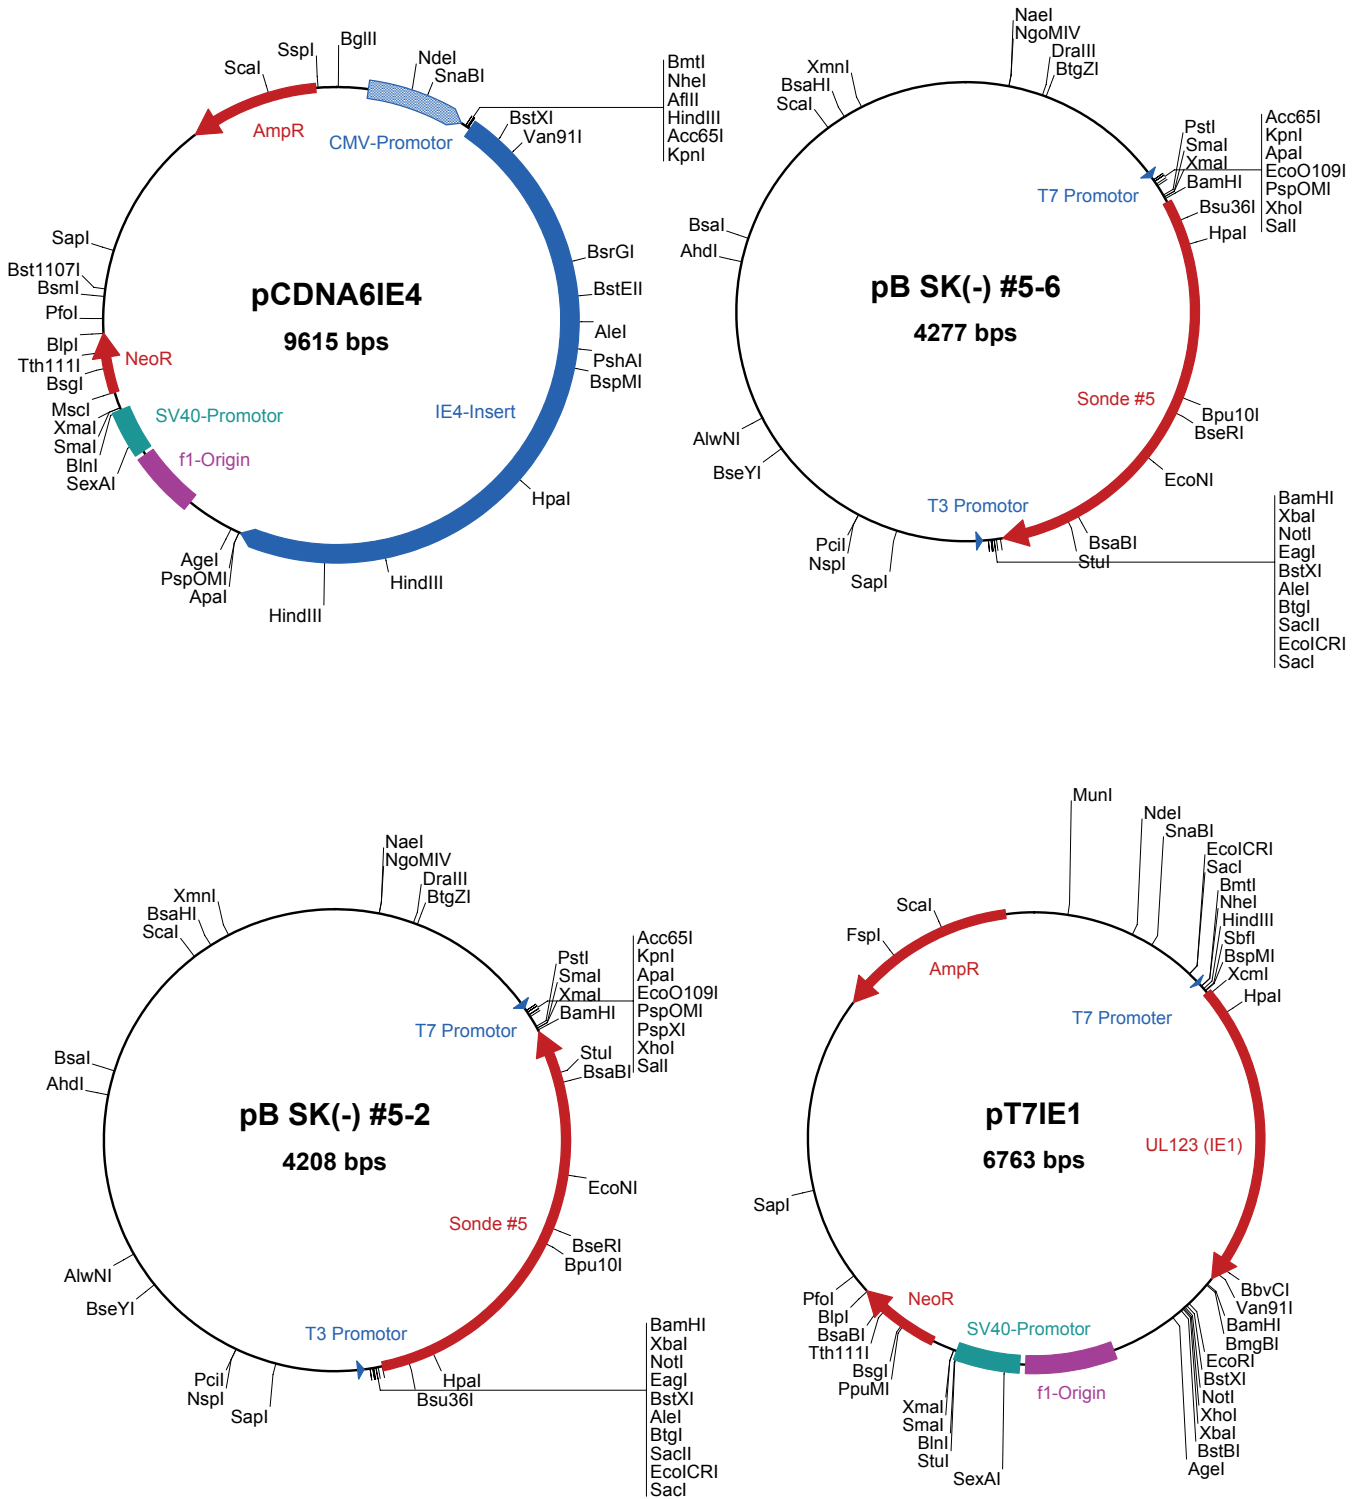 SspI
BglII
ScaI
NdeI
SnaBI
BmtI
NheI
AflII
HindIII
Acc65I
KpnI
BstXI
Van91I
AmpR
CMV-Promotor
SapI
Bst1107I
BsmI
PfoI
BlpI
Tth111I
BsgI
MscI
XmaI
SmaI
BlnI
SexAI
NeoR
SV40-Promotor
f1-Origin
pCDNA6IE4
9615 bps
BsrGI
BstEII
AleI
PshAI
BspMI
IE4-Insert
HpaI
AgeI
PspOMI
ApaI
HindIII
HindIII
NaeI
NgoMIV
DraIII
BtgZI
XmnI
BsaHI
ScaI
PstI
SmaI
XmaI
BamHI
Acc65I
KpnI
ApaI
EcoO109I
PspOMI
XhoI
SalI
T7 Promotor
Bsu36I
HpaI
BsaI
AhdI
pB SK(-) #5-6
4277 bps
Sonde #5
Bpu10I
BseRI
AlwNI
BseYI
EcoNI
T3 Promotor
PciI
NspI
SapI
BsaBI
StuI
BamHI
XbaI
NotI
EagI
BstXI
AleI
BtgI
SacII
EcoICRI
SacI
NaeI
NgoMIV
DraIII
BtgZI
XmnI
BsaHI
ScaI
PstI
SmaI
XmaI
BamHI
Acc65I
KpnI
ApaI
EcoO109I
PspOMI
PspXI
XhoI
SalI
T7 Promotor
StuI
BsaBI
BsaI
AhdI
pB SK(-) #5-2
4208 bps
EcoNI
Sonde #5
BseRI
Bpu10I
AlwNI
BseYI
T3 Promotor
PciI
NspI
SapI
HpaI
Bsu36I
BamHI
XbaI
NotI
EagI
BstXI
AleI
BtgI
SacII
EcoICRI
SacI
MunI
NdeI
SnaBI
EcoICRI
SacI
BmtI
NheI
HindIII
SbfI
BspMI
XcmI
HpaI
ScaI
FspI
AmpR
T7 Promoter
pT7IE1
6763 bps
UL123 (IE1)
SapI
PfoI
BlpI
BsaBI
Tth111I
BsgI
PpuMI
NeoR
SV40-Promotor
f1-Origin
XmaI
SmaI
BlnI
StuI
SexAI
BbvCI
Van91I
BamHI
BmgBI
EcoRI
BstXI
NotI
XhoI
XbaI
BstBI
AgeI